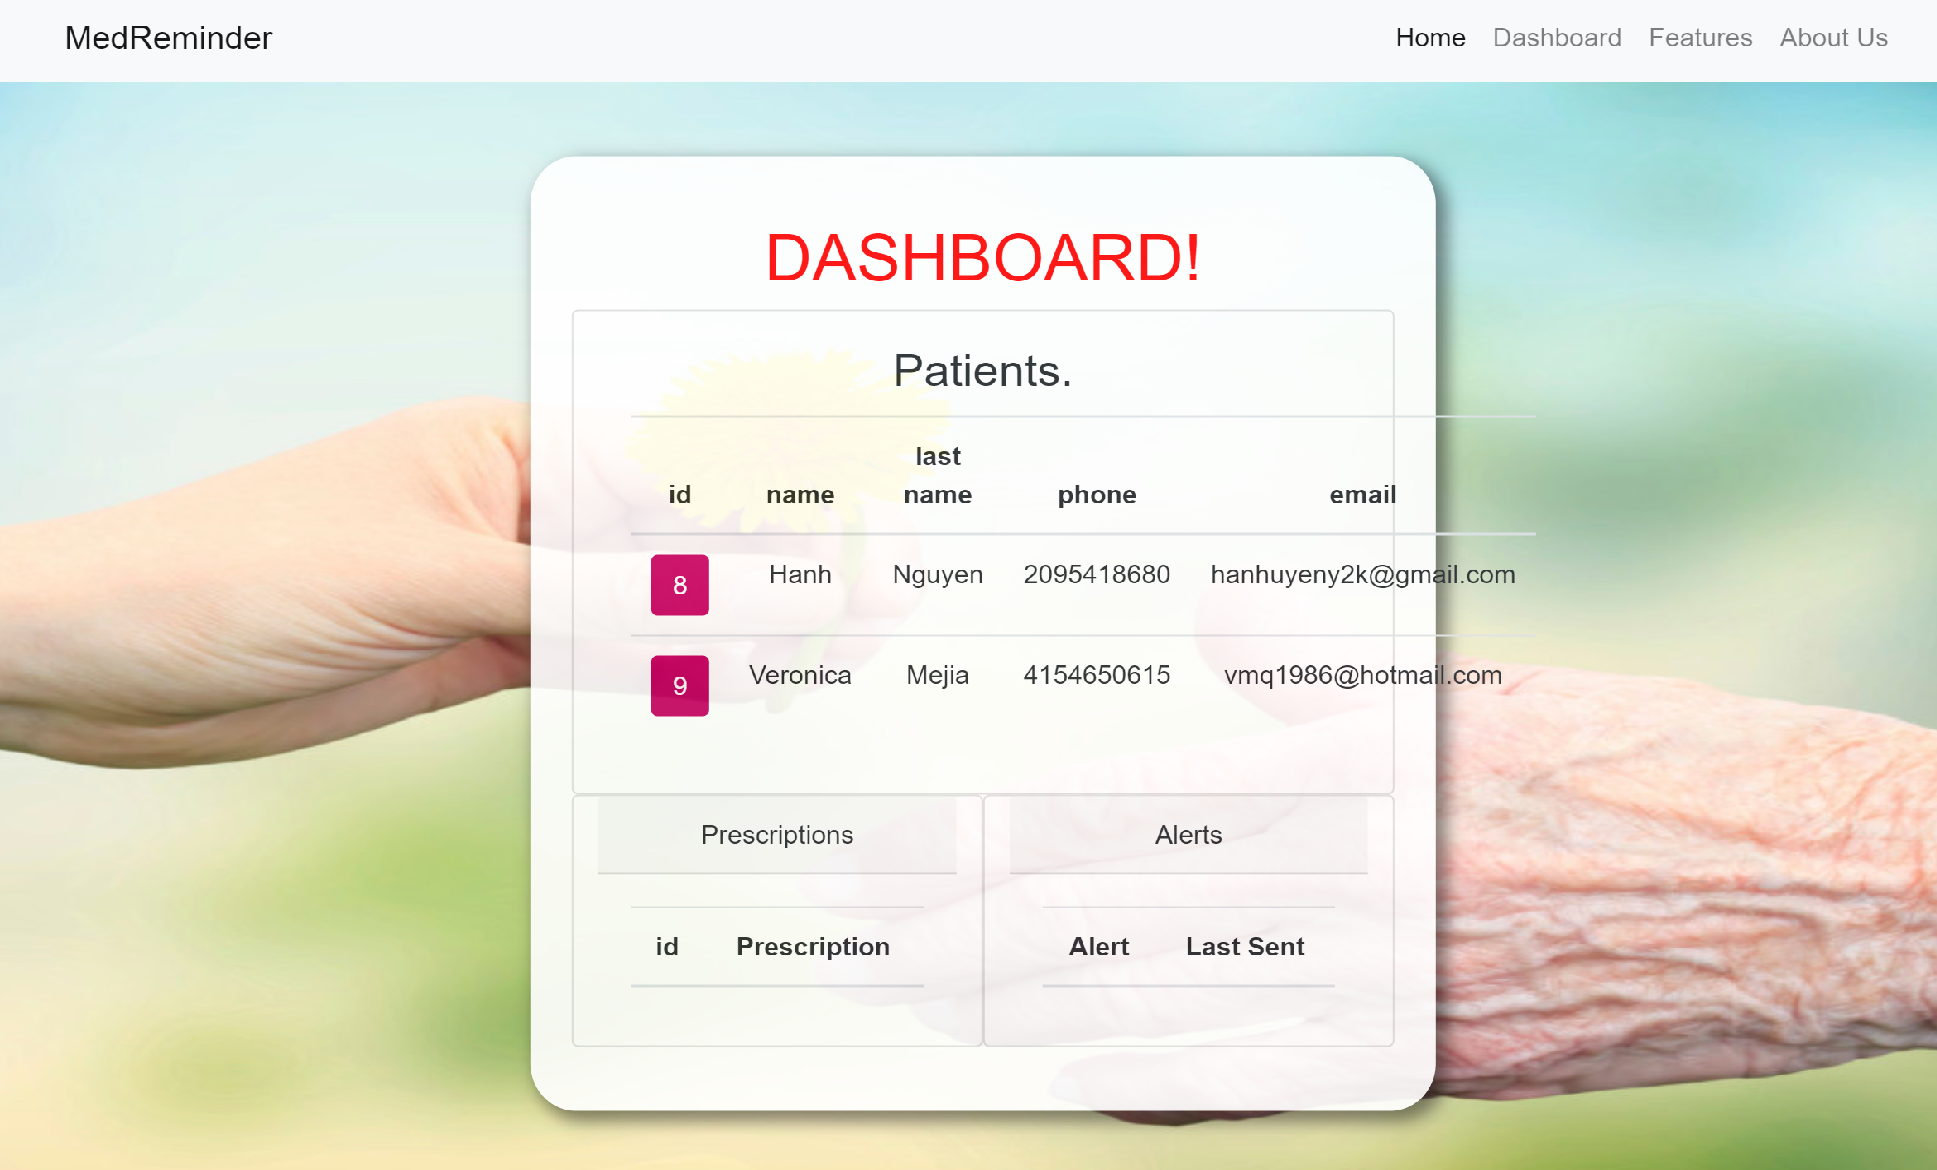 MedReminder Home Dashboard Features About Us
DASHBOARD!
Patients.
id name last name phone email
8 Hanh Nguyen 2095418680 hanhuyeny2k@gmail.com
9 Veronica Mejia 4154650615 vmq1986@hotmail.com
Prescriptions Alerts
id Prescription Alert Last Sent